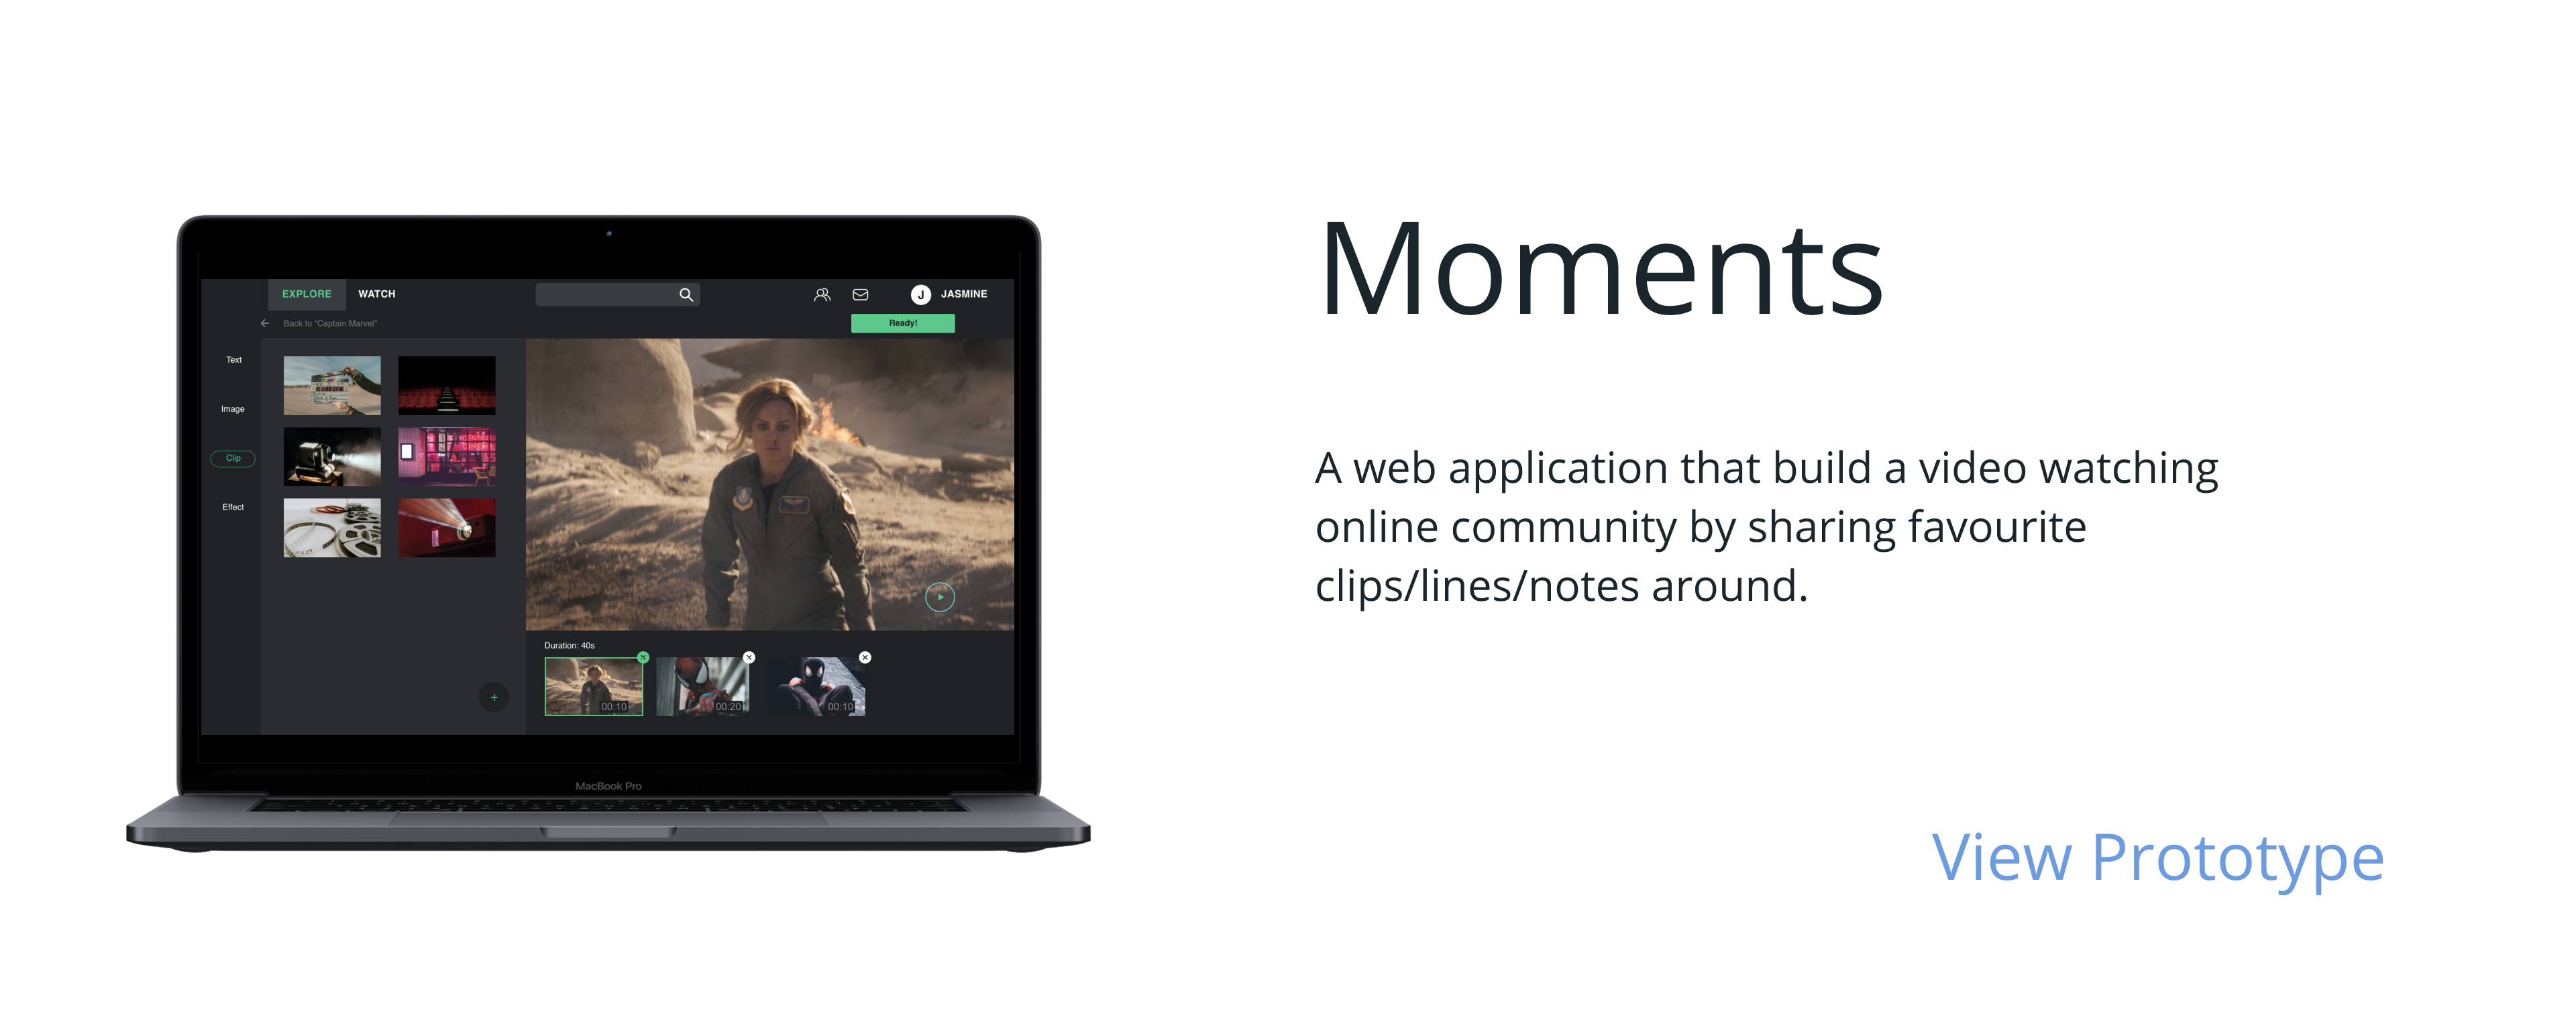 EXPLORE WATCH
J JASMINE
Back to "Captain Marvel"
Ready!
Text
Image
Clip
Effect
Duration: 40s
00:10 00:20 00:10
MacBook Pro
Moments
A web application that build a video watching
online community by sharing favourite
clips/lines/notes around.
View Prototype